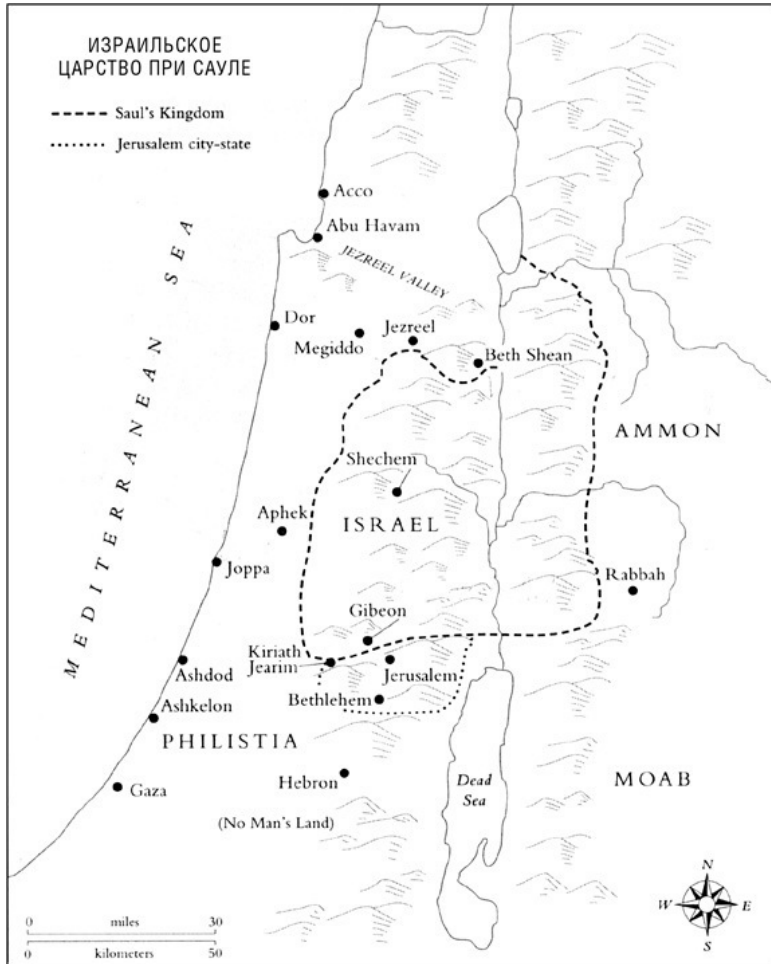 ИЗРАИЛЬСКОЕ
ЦАРСТВО ПРИ САУЛЕ
Saul's Kingdom
Jerusalem city-state
Acco
Abu Havam
JEZREEL VALLEY
MEDITERRANEAN SEA
Dor
Megiddo
Jezreel
Beth Shean
AMMON
Shechem
Aphek
ISRAEL
Joppa
Rabbah
Gibeon
Kiriath
Jearim
Jerusalem
Ashdod
Bethlehem
Ashkelon
PHILISTIA
Hebron
Dead
Sea
MOAB
Gaza
(No Man's Land)
N
W E
S
0 miles 30
0 kilometers 50